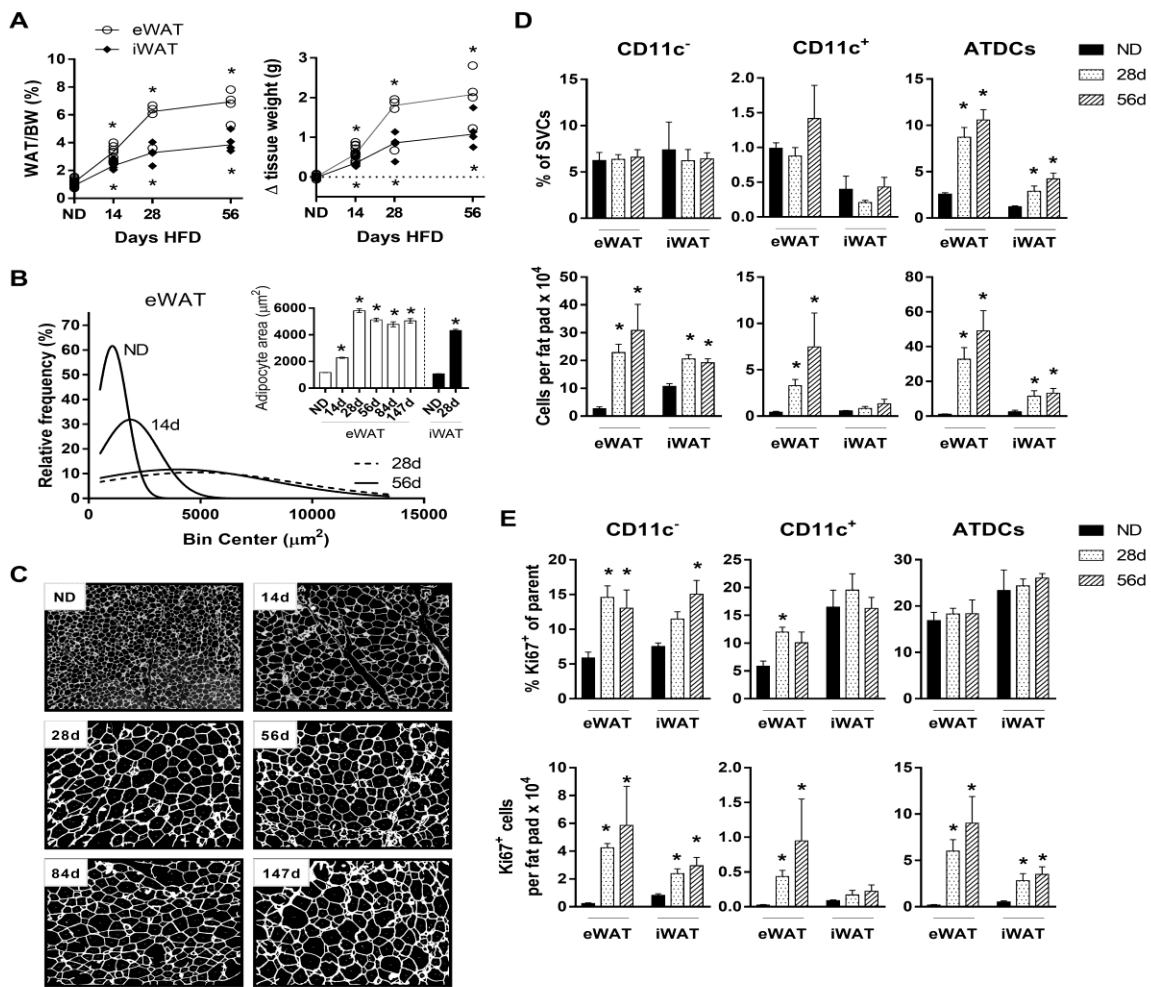 A
eWAT
iWAT
WAT/BW (%)
10
8
6
4
2
0
ND 14 28 56
Days HFD
Δ tissue weight (g)
3
2
1
0
ND 14 28 56
Days HFD
B
eWAT
Relative frequency (%)
70
60
50
40
30
20
10
0
ND
14d
28d
56d
0 5000 10000 15000
Bin Center (μm²)
Adipocyte area (μm²)
6000
4000
2000
0
ND 14d 28d 56d 84d 147d ND 28d
eWAT iWAT
C
ND 14d
28d 56d
84d 147d
D
CD11c⁻ CD11c⁺ ATDCs
ND
28d
56d
% of SVCs
15
10
5
0
eWAT iWAT
2.0
1.5
1.0
0.5
0.0
eWAT iWAT
15
10
5
0
eWAT iWAT
Cells per fat pad x 10⁴
50
40
30
20
10
0
eWAT iWAT
15
10
5
0
eWAT iWAT
80
60
40
20
0
eWAT iWAT
E
CD11c⁻ CD11c⁺ ATDCs
ND
28d
56d
% Ki67⁺ of parent
20
15
10
5
0
eWAT iWAT
25
20
15
10
5
0
eWAT iWAT
30
20
10
0
eWAT iWAT
Ki67⁺ cells
per fat pad x 10⁴
10
8
6
4
2
0
eWAT iWAT
2.0
1.5
1.0
0.5
0.0
eWAT iWAT
15
10
5
0
eWAT iWAT